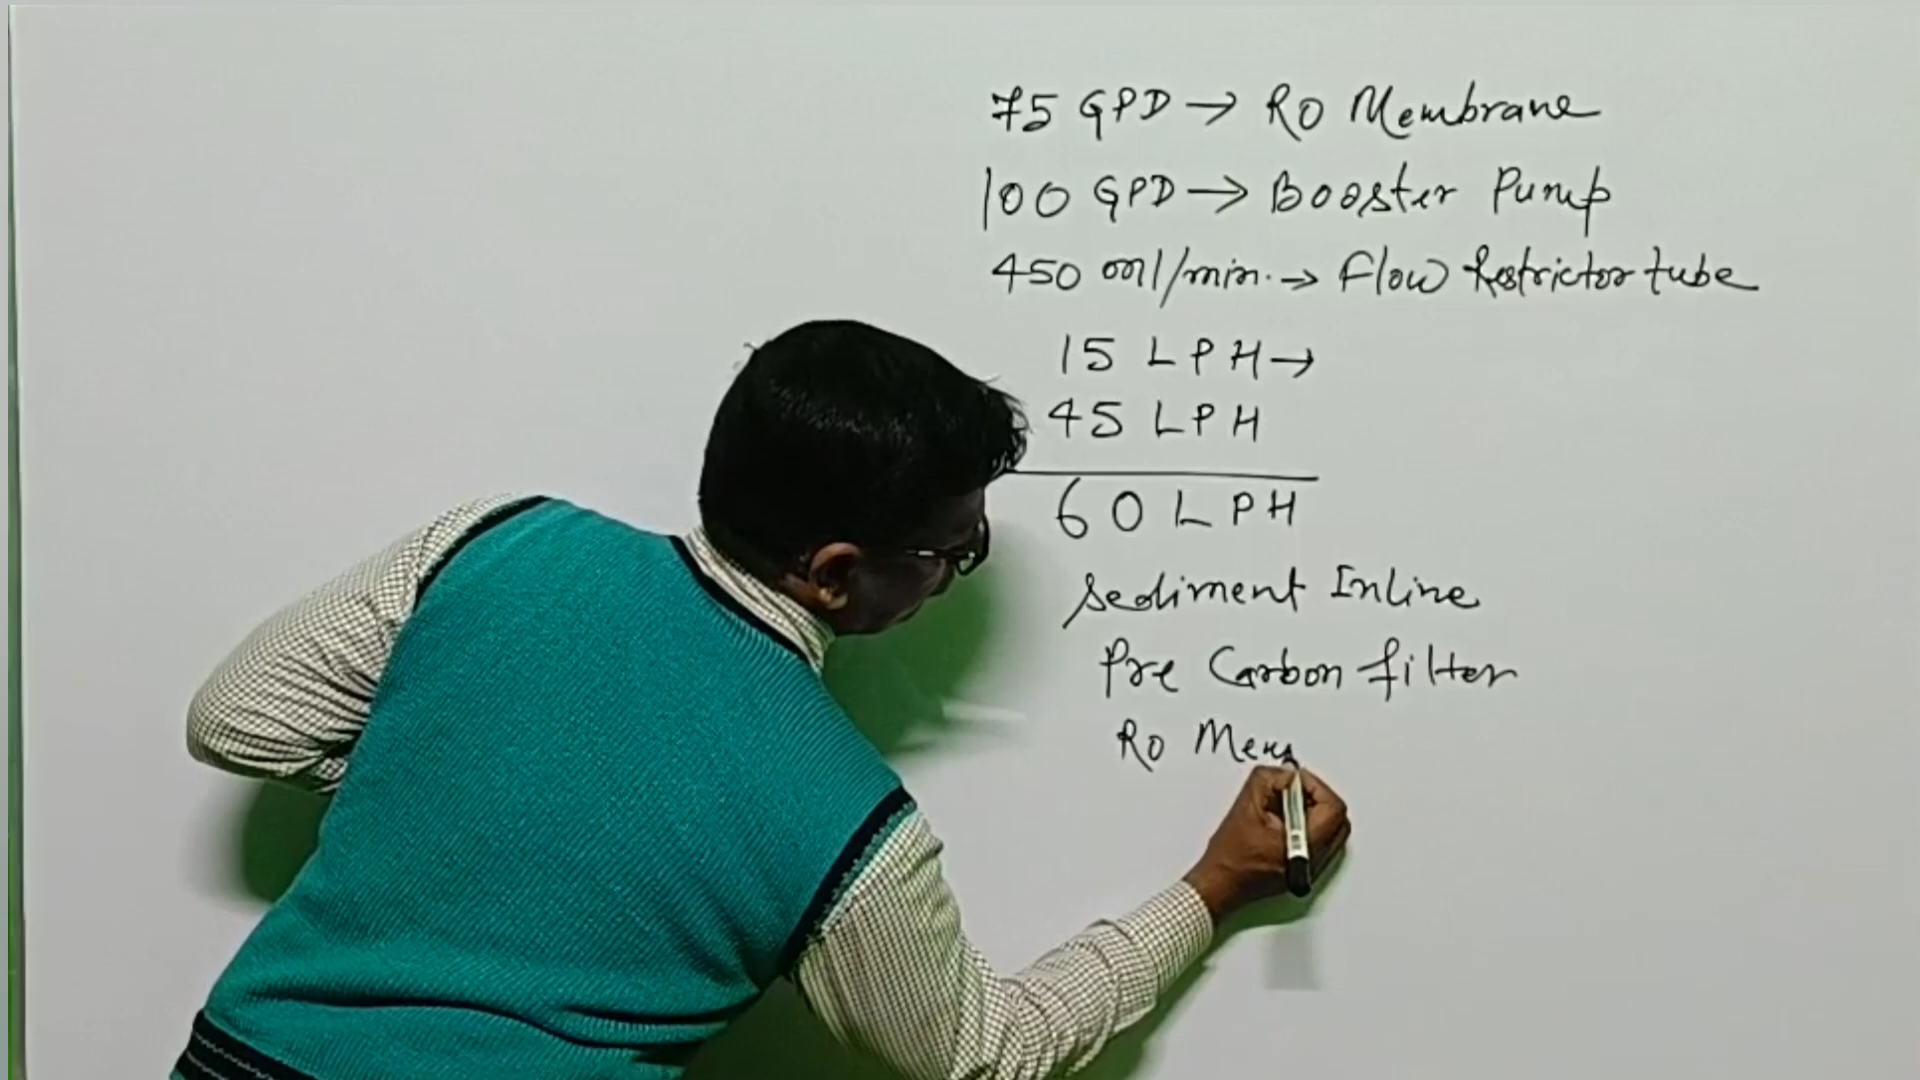 75 GPD → RO Membrane
100 GPD → Booster Pump
450 ml/min. → Flow Restrictor tube
15 LPH →
45 LPH
60 LPH
Sediment Inline
Pre Carbon filter
RO Mem